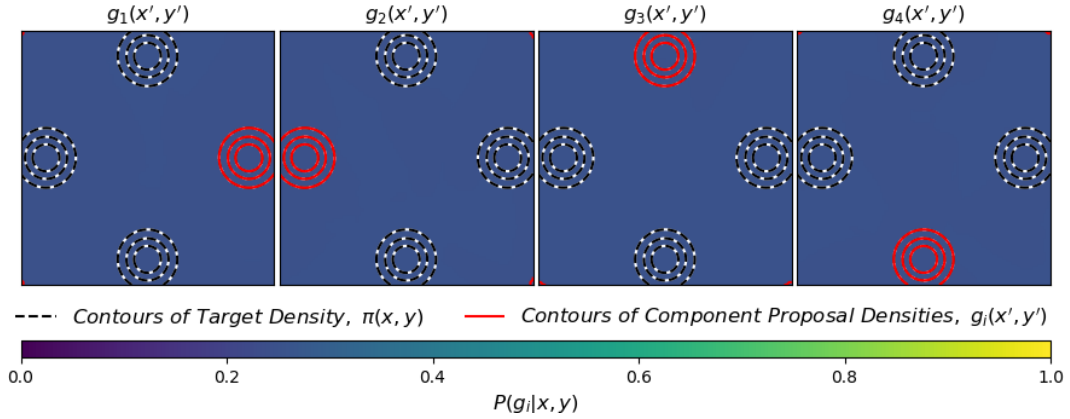 g₁(x′, y′) g₂(x′, y′) g₃(x′, y′) g₄(x′, y′)
Contours of Target Density, π(x, y) Contours of Component Proposal Densities, gᵢ(x′, y′)
0.0 0.2 0.4 0.6 0.8 1.0
P(gᵢ|x, y)